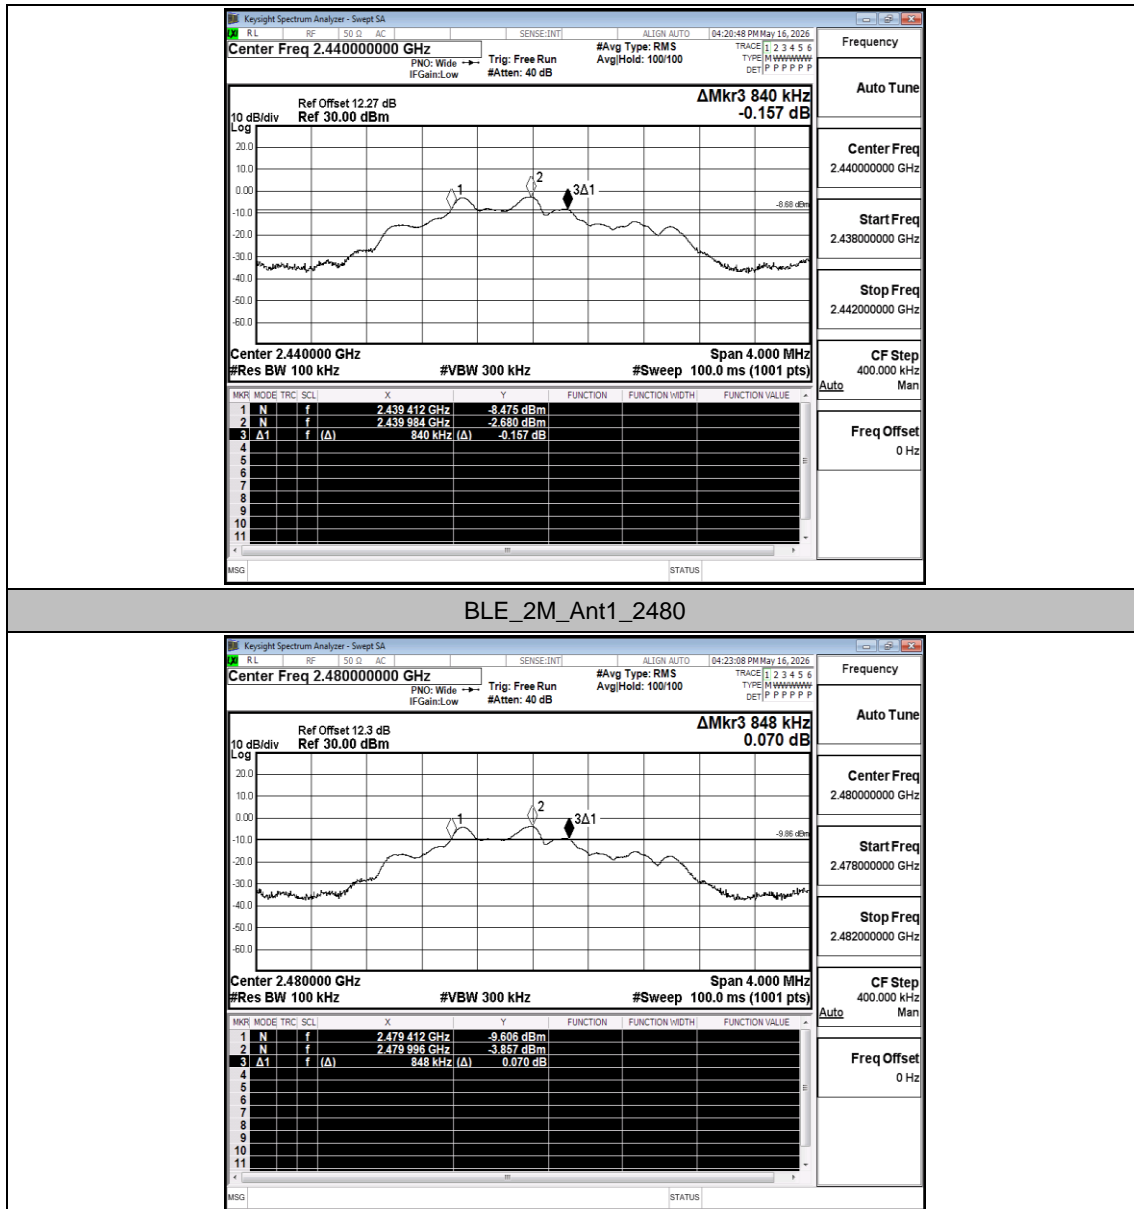 Keysight Spectrum Analyzer - Swept SA
LXI RL RF 50 Ω AC SENSE:INT ALIGN AUTO 04:20:48 PM May 16, 2026
Center Freq 2.440000000 GHz #Avg Type: RMS TRACE 1 2 3 4 5 6
PNO: Wide Trig: Free Run Avg|Hold: 100/100 TYPE M W W W W W
IFGain:Low #Atten: 40 dB DET P P P P P P
ΔMkr3 840 kHz
-0.157 dB
Ref Offset 12.27 dB
10 dB/div Ref 30.00 dBm
Log
20.0
10.0
0.00
-10.0
-20.0
-30.0
-40.0
-50.0
-60.0
1
2
3Δ1
-8.68 dBm
Center 2.440000 GHz Span 4.000 MHz
#Res BW 100 kHz #VBW 300 kHz #Sweep 100.0 ms (1001 pts)
MKR MODE TRC SCL X Y FUNCTION FUNCTION WIDTH FUNCTION VALUE
1 N f 2.439 412 GHz -8.475 dBm
2 N f 2.439 984 GHz -2.680 dBm
3 Δ1 f (Δ) 840 kHz (Δ) -0.157 dB
4
5
6
7
8
9
10
11
MSG STATUS
Frequency
Auto Tune
Center Freq
2.440000000 GHz
Start Freq
2.438000000 GHz
Stop Freq
2.442000000 GHz
CF Step
400.000 kHz
Auto Man
Freq Offset
0 Hz
BLE_2M_Ant1_2480
Keysight Spectrum Analyzer - Swept SA
LXI RL RF 50 Ω AC SENSE:INT ALIGN AUTO 04:23:08 PM May 16, 2026
Center Freq 2.480000000 GHz #Avg Type: RMS TRACE 1 2 3 4 5 6
PNO: Wide Trig: Free Run Avg|Hold: 100/100 TYPE M W W W W W
IFGain:Low #Atten: 40 dB DET P P P P P P
ΔMkr3 848 kHz
0.070 dB
Ref Offset 12.3 dB
10 dB/div Ref 30.00 dBm
Log
20.0
10.0
0.00
-10.0
-20.0
-30.0
-40.0
-50.0
-60.0
1
2
3Δ1
-9.86 dBm
Center 2.480000 GHz Span 4.000 MHz
#Res BW 100 kHz #VBW 300 kHz #Sweep 100.0 ms (1001 pts)
MKR MODE TRC SCL X Y FUNCTION FUNCTION WIDTH FUNCTION VALUE
1 N f 2.479 412 GHz -9.606 dBm
2 N f 2.479 996 GHz -3.857 dBm
3 Δ1 f (Δ) 848 kHz (Δ) 0.070 dB
4
5
6
7
8
9
10
11
MSG STATUS
Frequency
Auto Tune
Center Freq
2.480000000 GHz
Start Freq
2.478000000 GHz
Stop Freq
2.482000000 GHz
CF Step
400.000 kHz
Auto Man
Freq Offset
0 Hz